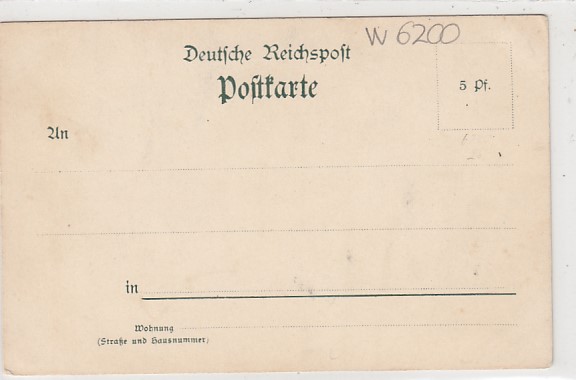 W 6200
Deutsche Reichspost
Postkarte
5 Pf.
An
in
Wohnung
(Straße und Hausnummer)